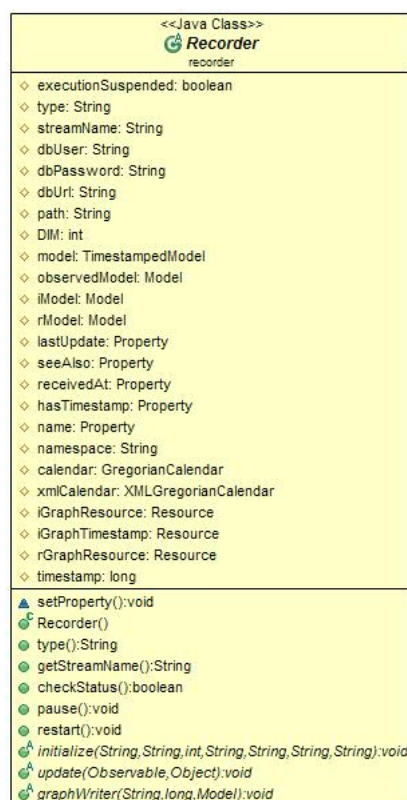 <<Java Class>>
Recorder
recorder
executionSuspended: boolean
type: String
streamName: String
dbUser: String
dbPassword: String
dbUrl: String
path: String
DIM: int
model: TimestampedModel
observedModel: Model
iModel: Model
rModel: Model
lastUpdate: Property
seeAlso: Property
receivedAt: Property
hasTimestamp: Property
name: Property
namespace: String
calendar: GregorianCalendar
xmlCalendar: XMLGregorianCalendar
iGraphResource: Resource
iGraphTimestamp: Resource
rGraphResource: Resource
timestamp: long
setProperty():void
Recorder()
type():String
getStreamName():String
checkStatus():boolean
pause():void
restart():void
initialize(String,String,int,String,String,String,String):void
update(Observable,Object):void
graphWriter(String,long,Model):void